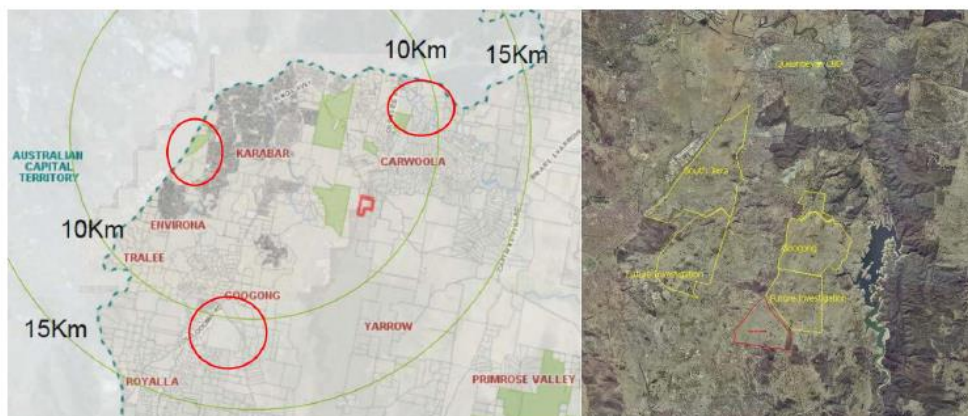 10Km
15Km
AUSTRALIAN
CAPITAL
TERRITORY
KARABAR
CARWOOLA
ENVIRONA
10Km
TRALEE
GOOGONG
15Km
YARROW
ROYALLA
PRIMROSE VALLEY
Queanbeyan CBD
South Jerra
Googong
Future Investigation
Future Investigation